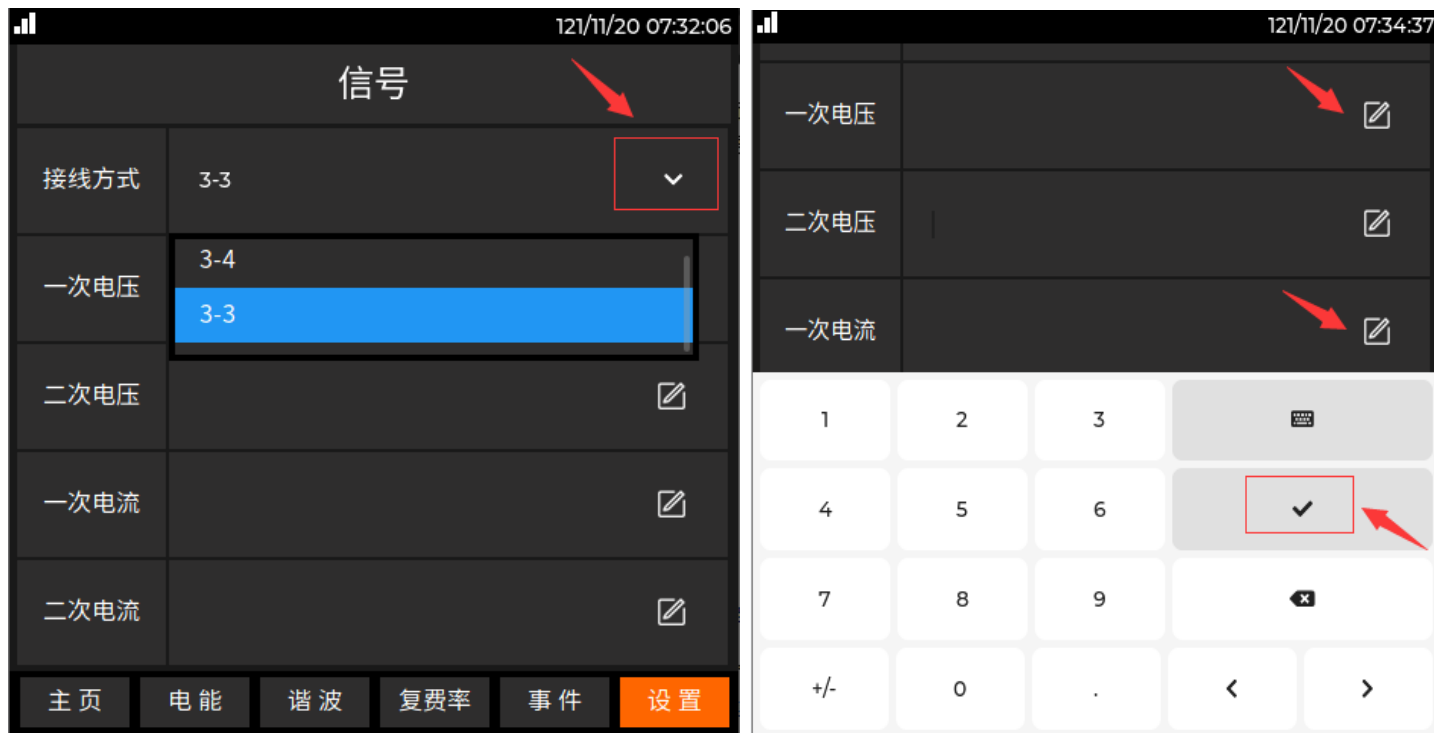 121/11/20 07:32:06
信号
接线方式 3-3
3-4
一次电压
3-3
二次电压
一次电流
二次电流
主页 电能 谐波 复费率 事件 设置
121/11/20 07:34:37
一次电压
二次电压
一次电流
1 2 3
4 5 6
7 8 9
+/- 0 .